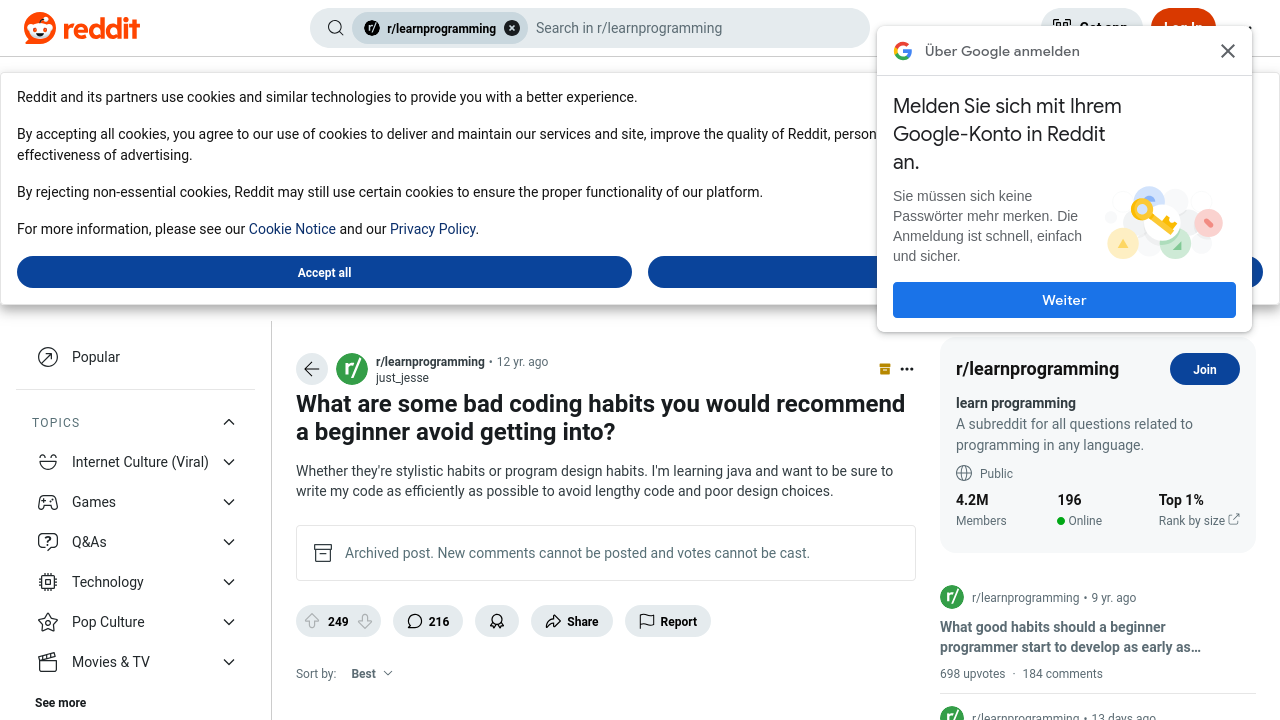 reddit
r/learnprogramming
Search in r/learnprogramming
Über Google anmelden
Melden Sie sich mit Ihrem
Google-Konto in Reddit
an.
Sie müssen sich keine
Passwörter mehr merken. Die
Anmeldung ist schnell, einfach
und sicher.
Weiter
Reddit and its partners use cookies and similar technologies to provide you with a better experience.
By accepting all cookies, you agree to our use of cookies to deliver and maintain our services and site, improve the quality of Reddit,
effectiveness of advertising.
By rejecting non-essential cookies, Reddit may still use certain cookies to ensure the proper functionality of our platform.
For more information, please see our Cookie Notice and our Privacy Policy.
Accept all
Popular
TOPICS
Internet Culture (Viral)
Games
Q&As
Technology
Pop Culture
Movies & TV
See more
r/
r/learnprogramming • 12 yr. ago
just_jesse
What are some bad coding habits you would recommend
a beginner avoid getting into?
Whether they're stylistic habits or program design habits. I'm learning java and want to be sure to
write my code as efficiently as possible to avoid lengthy code and poor design choices.
Archived post. New comments cannot be posted and votes cannot be cast.
249
216
Share
Report
Sort by: Best
r/learnprogramming
Join
learn programming
A subreddit for all questions related to
programming in any language.
Public
4.2M 196 Top 1%
Members Online Rank by size
r/ r/learnprogramming • 9 yr. ago
What good habits should a beginner
programmer start to develop as early as…
698 upvotes · 184 comments
r/learnprogramming • 13 days ago